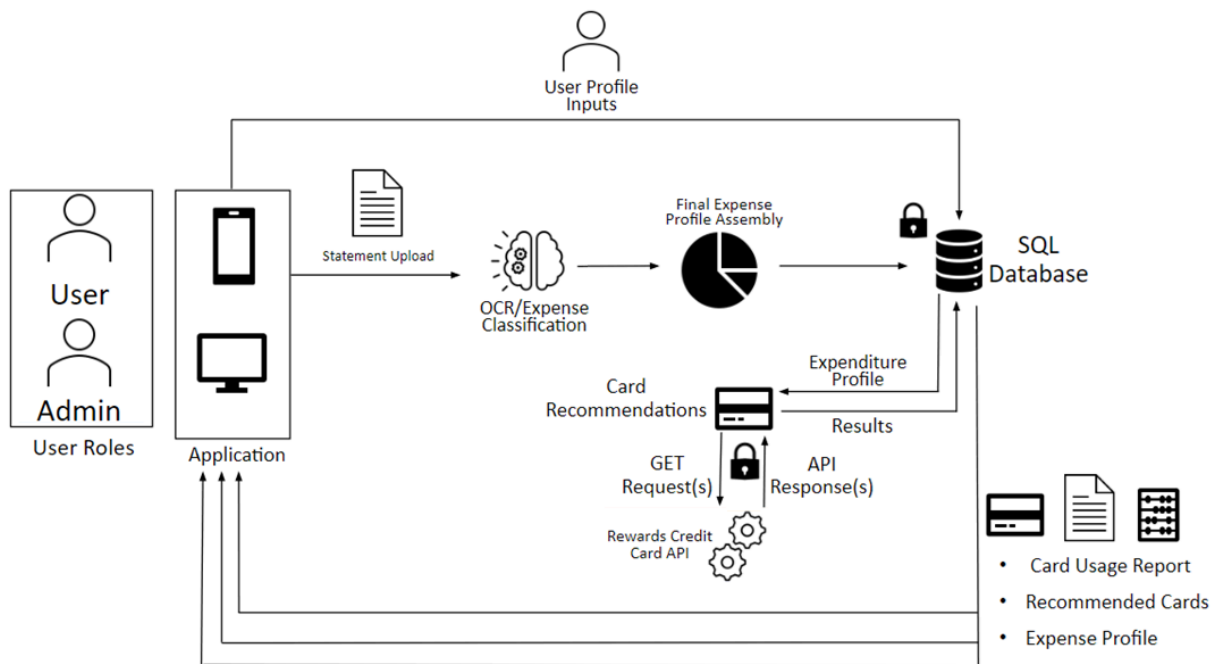 User Profile
Inputs
Statement Upload
Final Expense
Profile Assembly
SQL
Database
User
OCR/Expense
Classification
Admin
User Roles
Application
Expenditure
Profile
Card
Recommendations
Results
GET
Request(s)
API
Response(s)
Rewards Credit
Card API
• Card Usage Report
• Recommended Cards
• Expense Profile